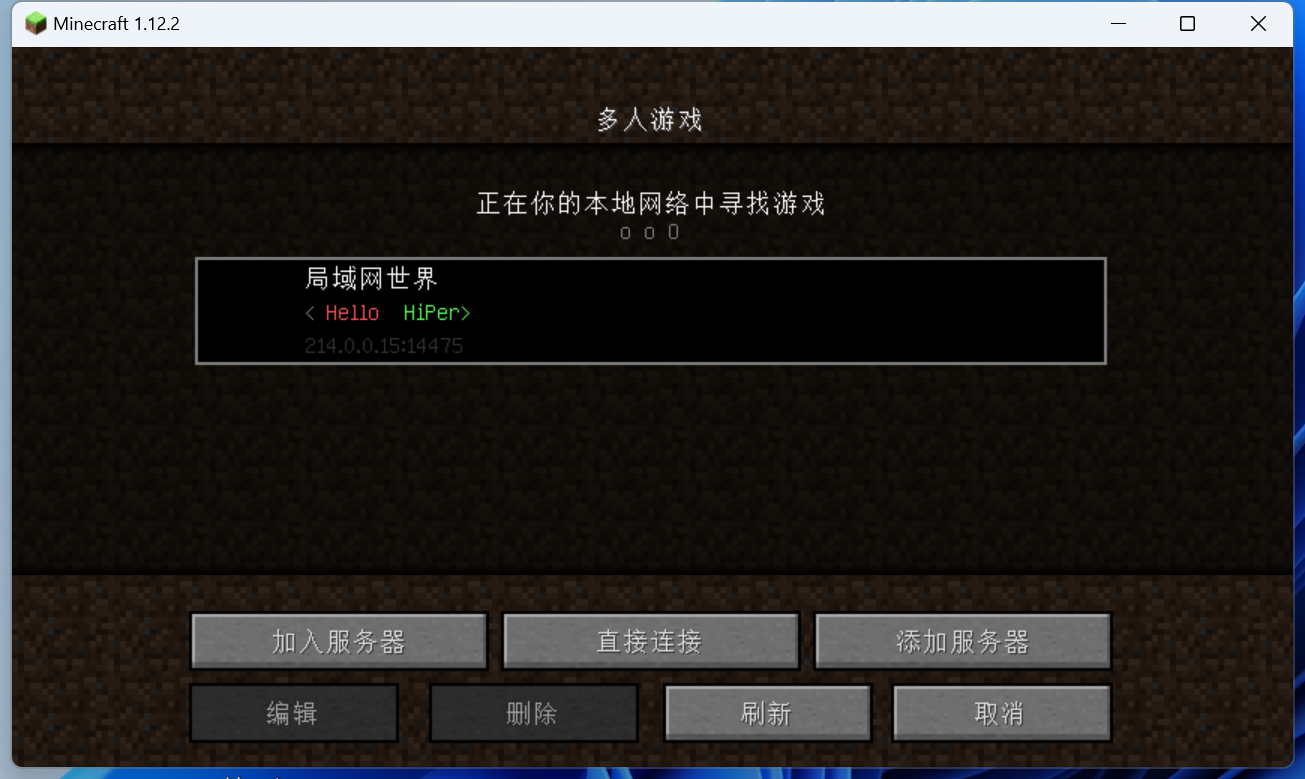 Minecraft 1.12.2
多人游戏
正在你的本地网络中寻找游戏
o o O
局域网世界
< Hello  HiPer>
214.0.0.15:14475
加入服务器 直接连接 添加服务器
编辑 删除 刷新 取消